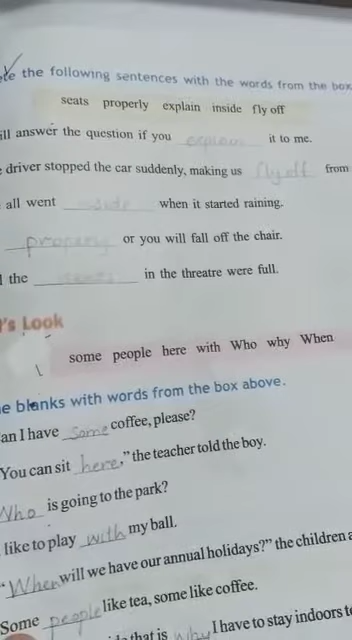 te the following sentences with the words from the box
seats properly explain inside fly off
ill answer the question if you explain it to me.
driver stopped the car suddenly, making us fly off from
all went inside when it started raining.
properly or you will fall off the chair.
the seats in the threatre were full.
's Look
some people here with Who why When
e blanks with words from the box above.
an I have some coffee, please?
You can sit here," the teacher told the boy.
Who is going to the park?
like to play with my ball.
"When will we have our annual holidays?" the children a
Some people like tea, some like coffee.
that is why I have to stay indoors to